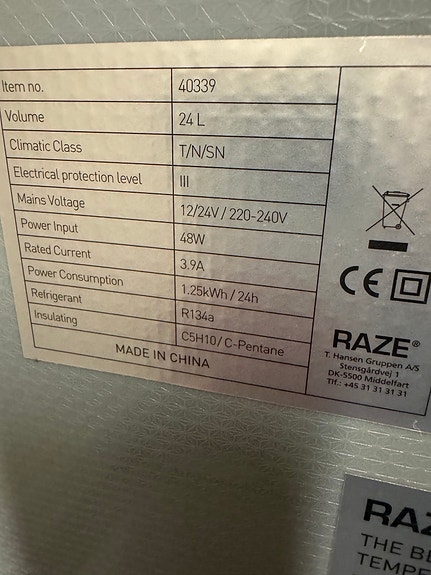 Item no. 40339
Volume 24 L
Climatic Class T/N/SN
Electrical protection level III
Mains Voltage 12/24V / 220-240V
Power Input 48W
Rated Current 3.9A
Power Consumption 1.25kWh / 24h
Refrigerant R134a
Insulating C5H10 / C-Pentane
MADE IN CHINA
CE
RAZE®
T. Hansen Gruppen A/S
Stensgårdvej 1
DK-5500 Middelfart
Tlf.: +45 31 31 31 31
RAZ
THE BE
TEMPE